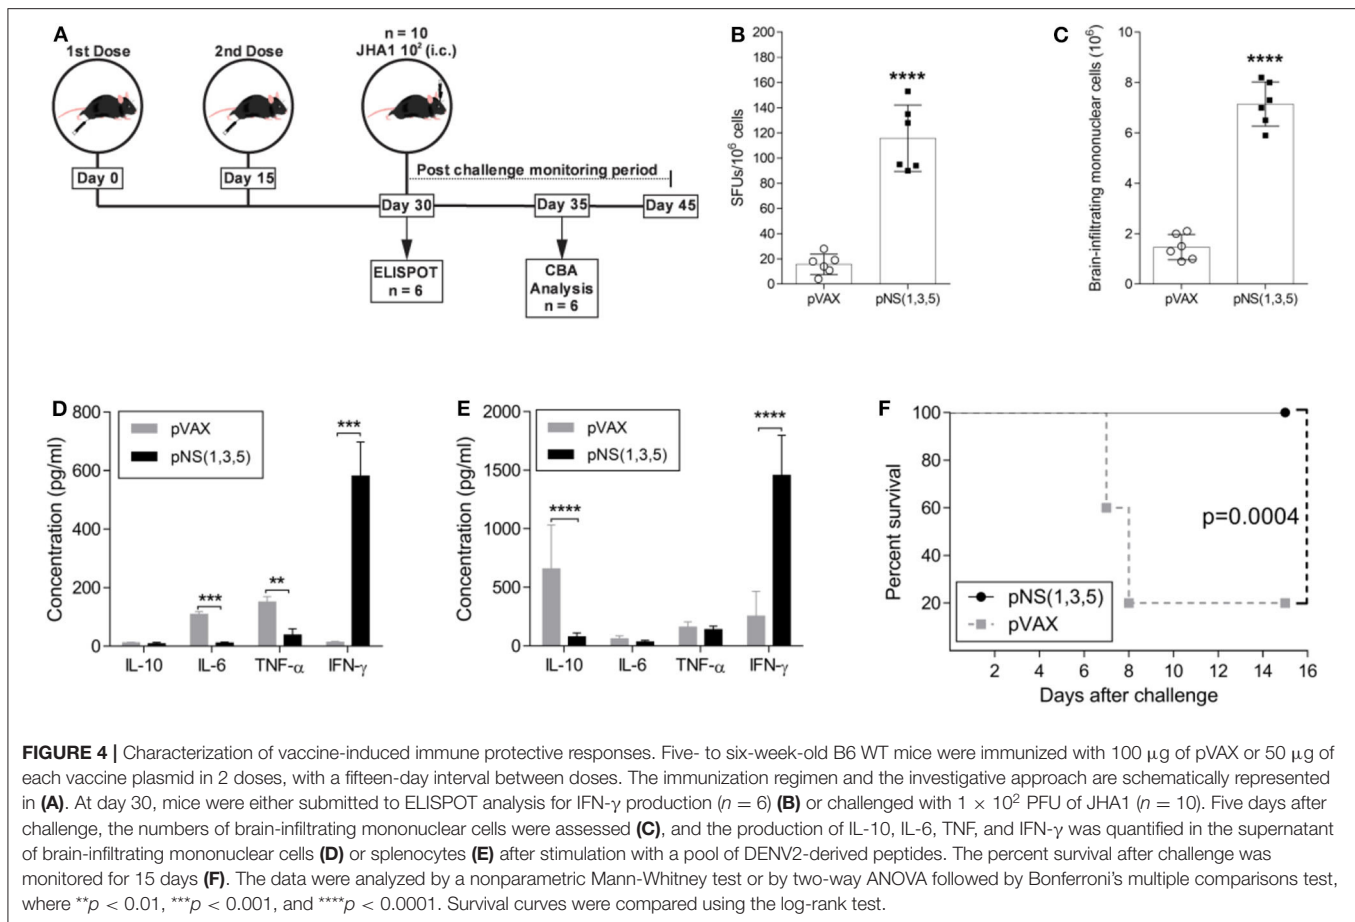 A
1st Dose
2nd Dose
n = 10
JHA1 10² (i.c.)
Post challenge monitoring period
Day 0
Day 15
Day 30
Day 35
Day 45
ELISPOT
n = 6
CBA
Analysis
n = 6
B
SFUs/10⁶ cells
200
180
160
140
120
100
80
60
40
20
0
****
pVAX
pNS(1,3,5)
C
Brain-infiltrating mononuclear cells (10⁶)
10
8
6
4
2
0
****
pVAX
pNS(1,3,5)
D
Concentration (pg/ml)
800
600
400
200
0
pVAX
pNS(1,3,5)
***
**
***
IL-10
IL-6
TNF-α
IFN-γ
E
Concentration (pg/ml)
2000
1500
1000
500
0
pVAX
pNS(1,3,5)
****
****
IL-10
IL-6
TNF-α
IFN-γ
F
Percent survival
100
80
60
40
20
p=0.0004
pNS(1,3,5)
pVAX
2
4
6
8
10
12
14
16
Days after challenge
FIGURE 4 | Characterization of vaccine-induced immune protective responses. Five- to six-week-old B6 WT mice were immunized with 100 μg of pVAX or 50 μg of
each vaccine plasmid in 2 doses, with a fifteen-day interval between doses. The immunization regimen and the investigative approach are schematically represented
in (A). At day 30, mice were either submitted to ELISPOT analysis for IFN-γ production (n = 6) (B) or challenged with 1 × 10² PFU of JHA1 (n = 10). Five days after
challenge, the numbers of brain-infiltrating mononuclear cells were assessed (C), and the production of IL-10, IL-6, TNF, and IFN-γ was quantified in the supernatant
of brain-infiltrating mononuclear cells (D) or splenocytes (E) after stimulation with a pool of DENV2-derived peptides. The percent survival after challenge was
monitored for 15 days (F). The data were analyzed by a nonparametric Mann-Whitney test or by two-way ANOVA followed by Bonferroni's multiple comparisons test,
where **p < 0.01, ***p < 0.001, and ****p < 0.0001. Survival curves were compared using the log-rank test.